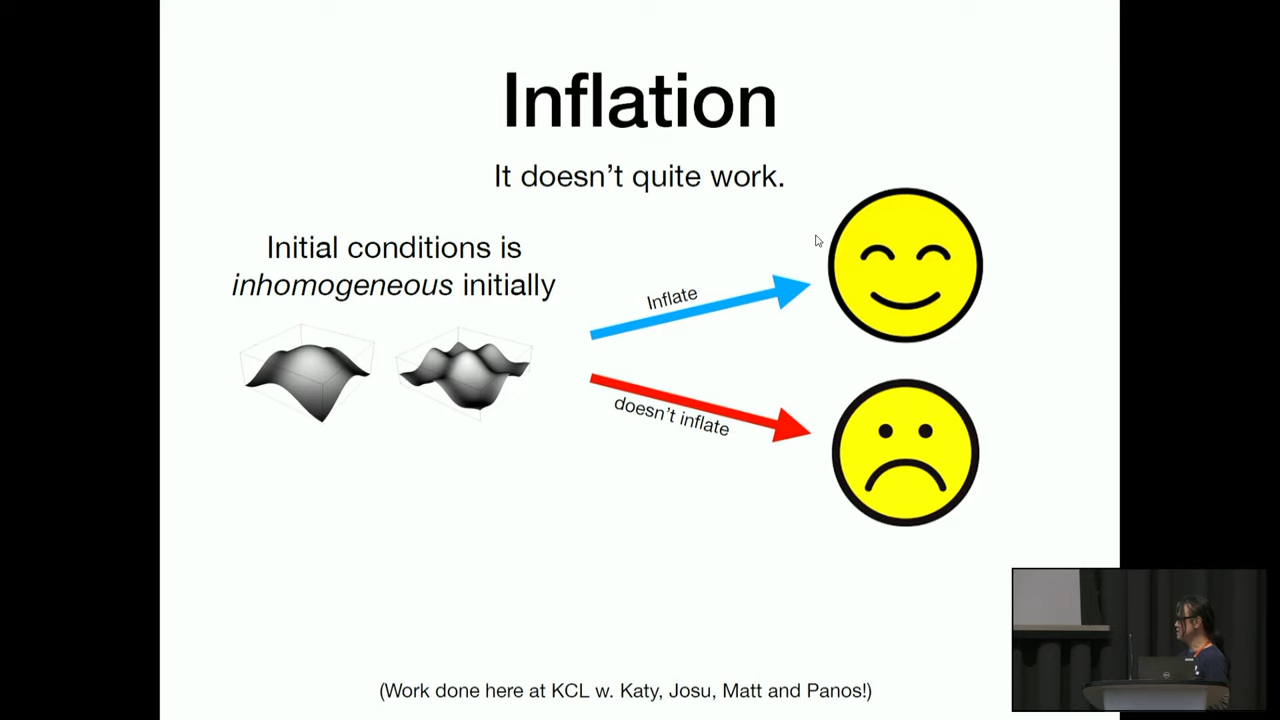 Inflation
It doesn't quite work.
Initial conditions is
inhomogeneous initially
Inflate
doesn't inflate
(Work done here at KCL w. Katy, Josu, Matt and Panos!)